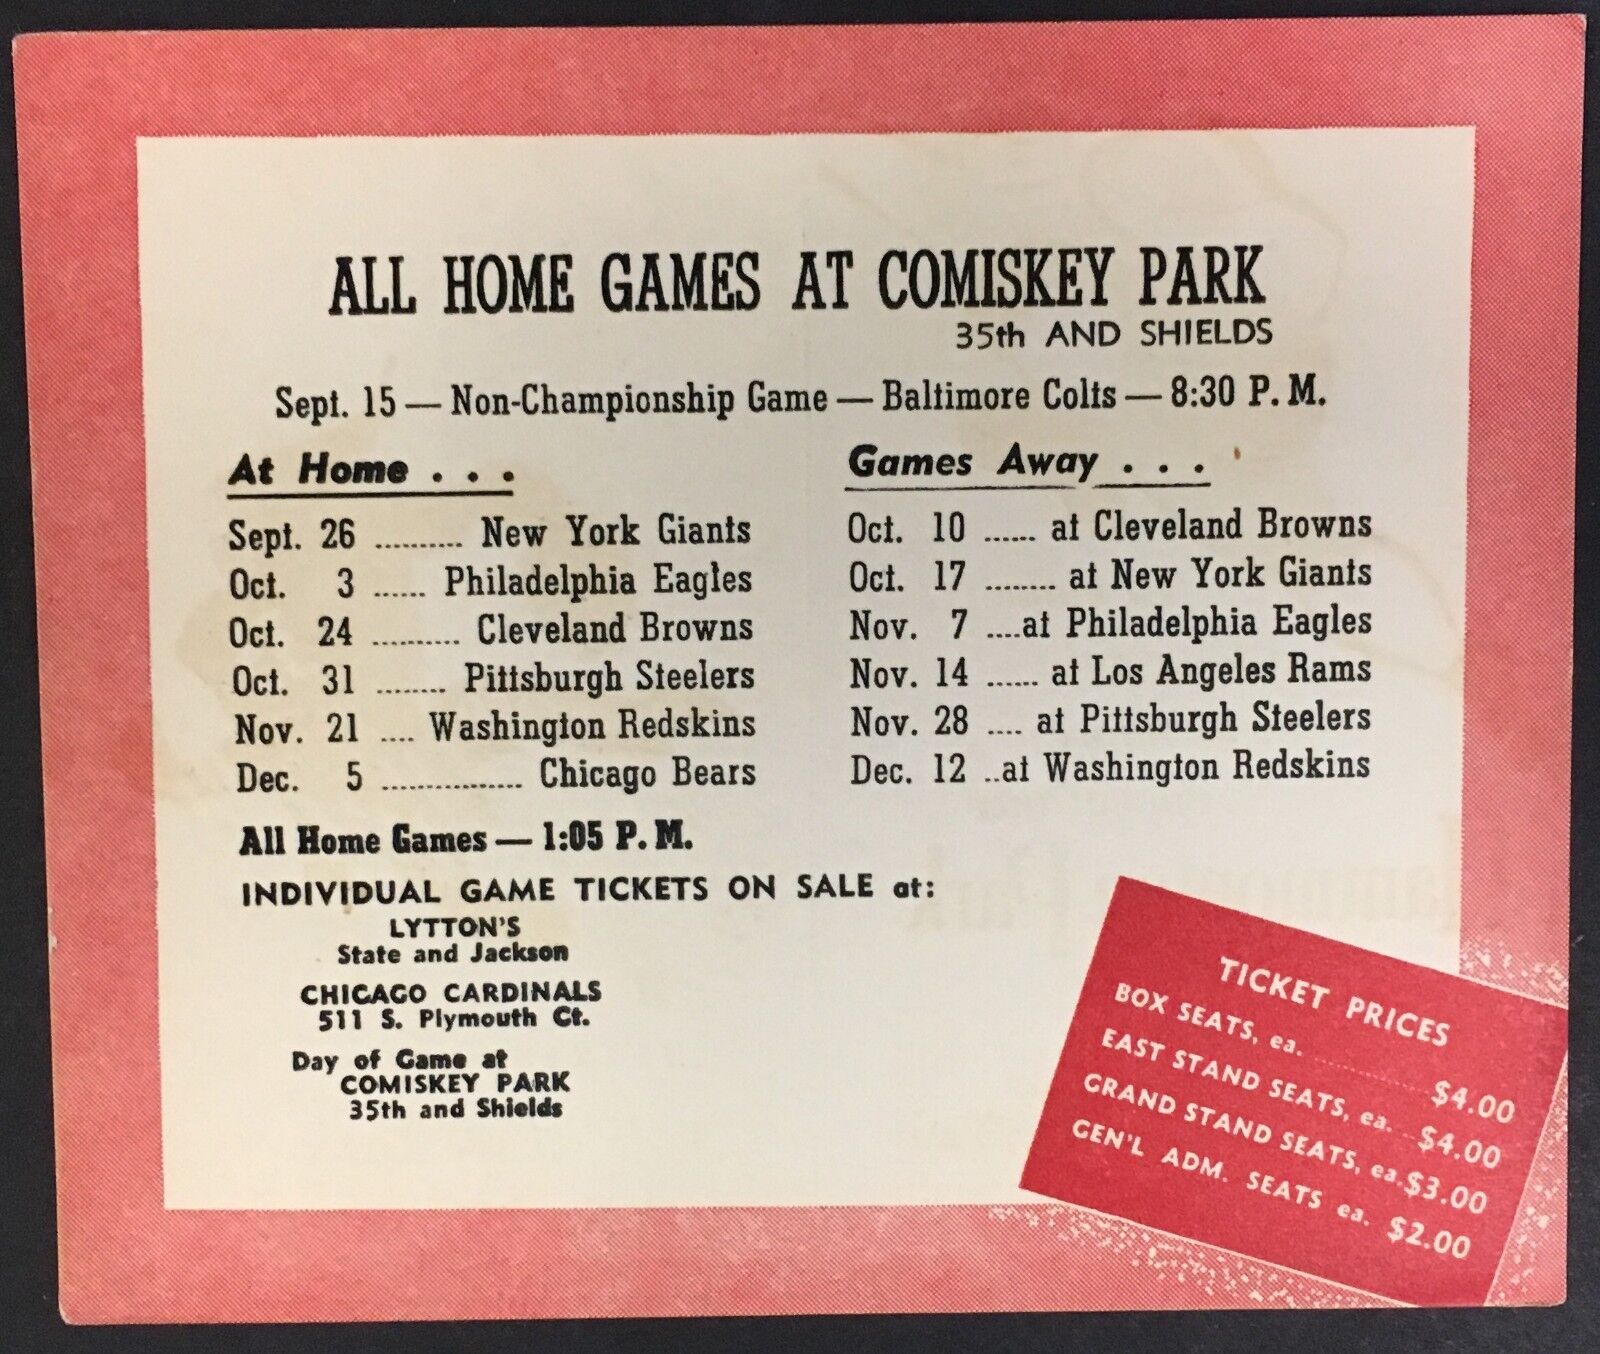 ALL HOME GAMES AT COMISKEY PARK
35th AND SHIELDS
Sept. 15 — Non-Championship Game — Baltimore Colts — 8:30 P. M.
At Home . . .
Sept. 26 .......... New York Giants
Oct. 3 ...... Philadelphia Eagles
Oct. 24 .......... Cleveland Browns
Oct. 31 ........ Pittsburgh Steelers
Nov. 21 .... Washington Redskins
Dec. 5 ................ Chicago Bears
All Home Games — 1:05 P. M.
Games Away . . .
Oct. 10 ...... at Cleveland Browns
Oct. 17 ........ at New York Giants
Nov. 7 ....at Philadelphia Eagles
Nov. 14 ...... at Los Angeles Rams
Nov. 28 .... at Pittsburgh Steelers
Dec. 12 ..at Washington Redskins
INDIVIDUAL GAME TICKETS ON SALE at:
LYTTON'S
State and Jackson
CHICAGO CARDINALS
511 S. Plymouth Ct.
Day of Game at
COMISKEY PARK
35th and Shields
TICKET PRICES
BOX SEATS, ea. .............. $4.00
EAST STAND SEATS, ea. ...$4.00
GRAND STAND SEATS, ea.$3.00
GEN'L ADM. SEATS ea. $2.00